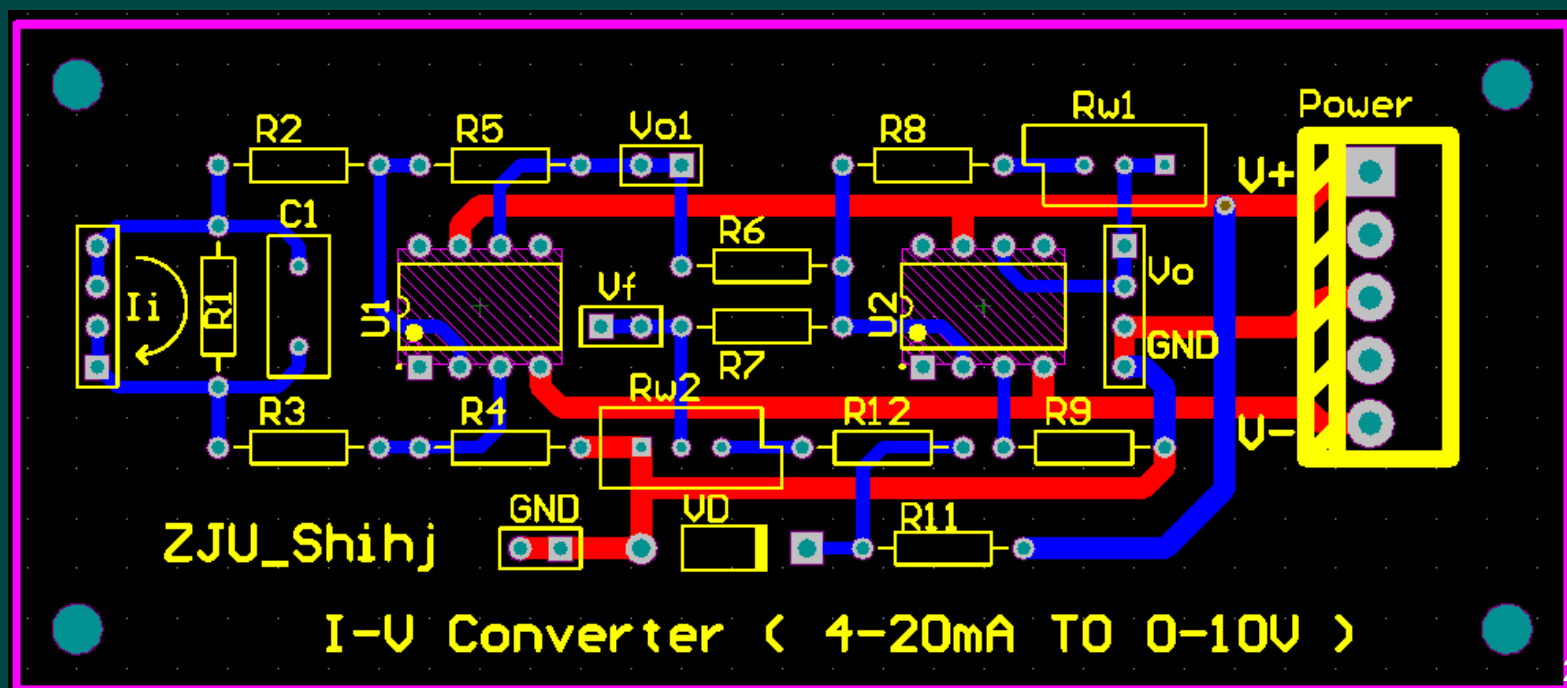 Power
Rw1
R2
R5
Vo1
R8
V+
C1
R6
Ii
R1
U1
Vf
U2
Vo
GND
R7
R3
R4
Rw2
R12
R9
V-
GND
VD
R11
ZJU_Shihj
I-V Converter ( 4-20mA TO 0-10V )